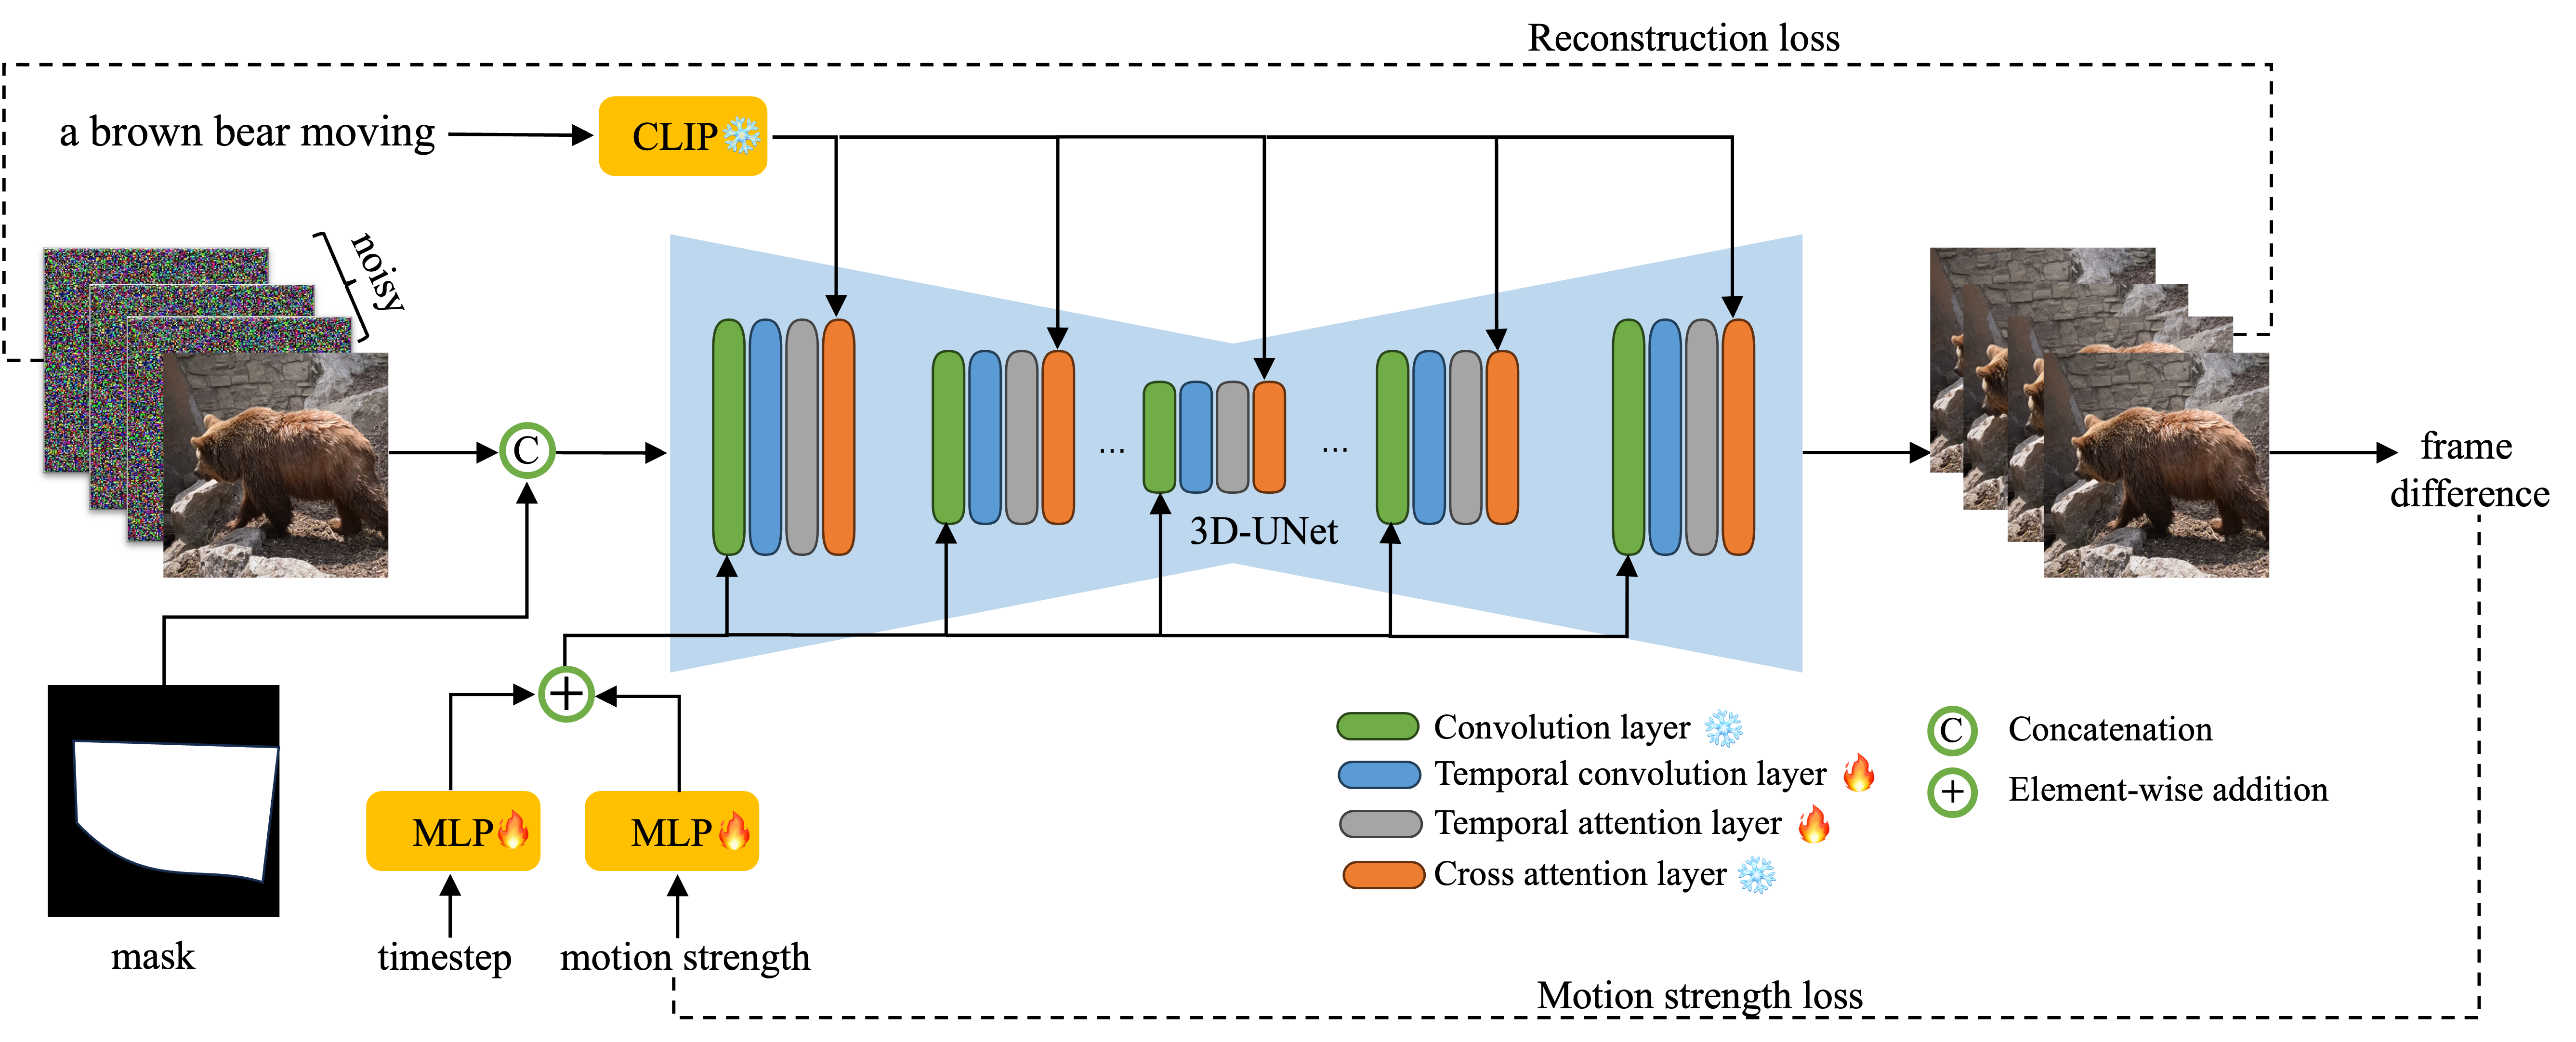 Reconstruction loss
a brown bear moving
CLIP
noisy
C
...
...
3D-UNet
frame
difference
+
MLP
MLP
mask
timestep
motion strength
Convolution layer
Temporal convolution layer
Temporal attention layer
Cross attention layer
C Concatenation
+ Element-wise addition
Motion strength loss